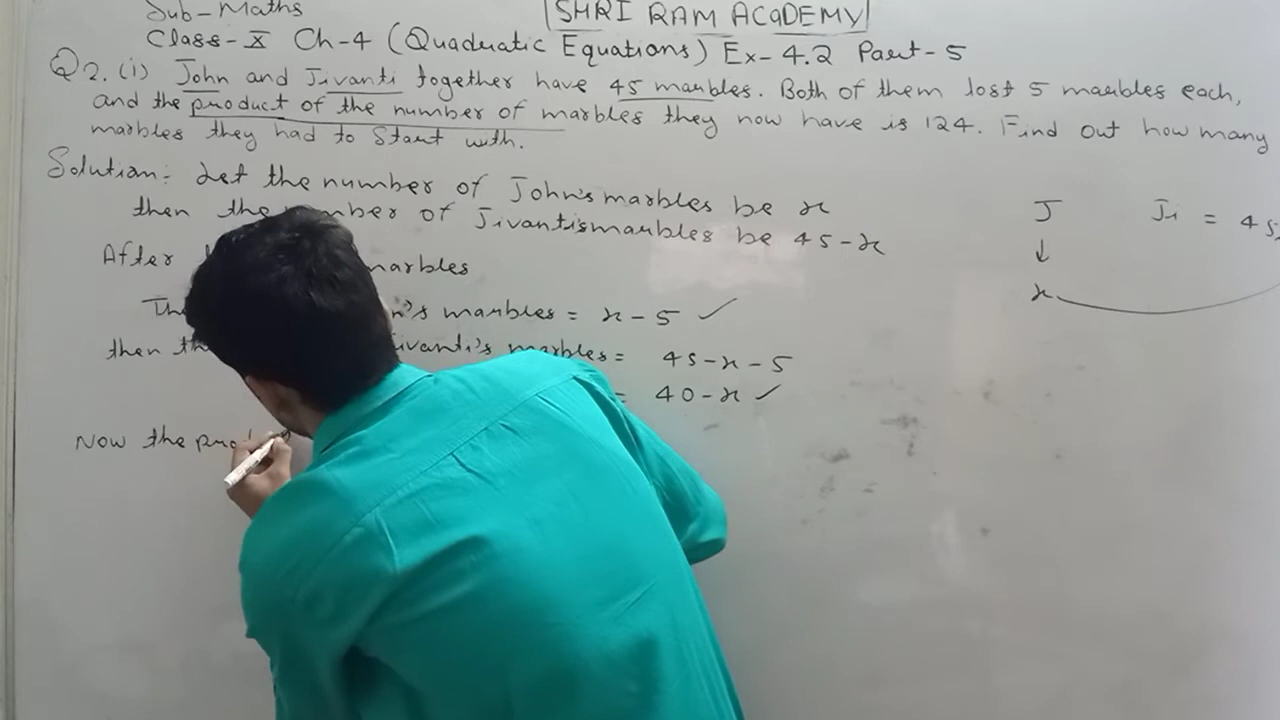 Sub-Maths
SHRI RAM ACADEMY
Class-X Ch-4 (Quadratic Equations) Ex-4.2 Part-5
Q2.(i) John and Jivanti together have 45 marbles. Both of them lost 5 marbles each,
and the product of the number of marbles they now have is 124. Find out how many
marbles they had to start with.
Solution:- Let the number of John's marbles be x
then the number of Jivantis marbles be 45-x
After marbles
marbles = x-5 ✓
then marbles = 45-x-5
= 40-x ✓
Now the
J Ji = 45
↓
x